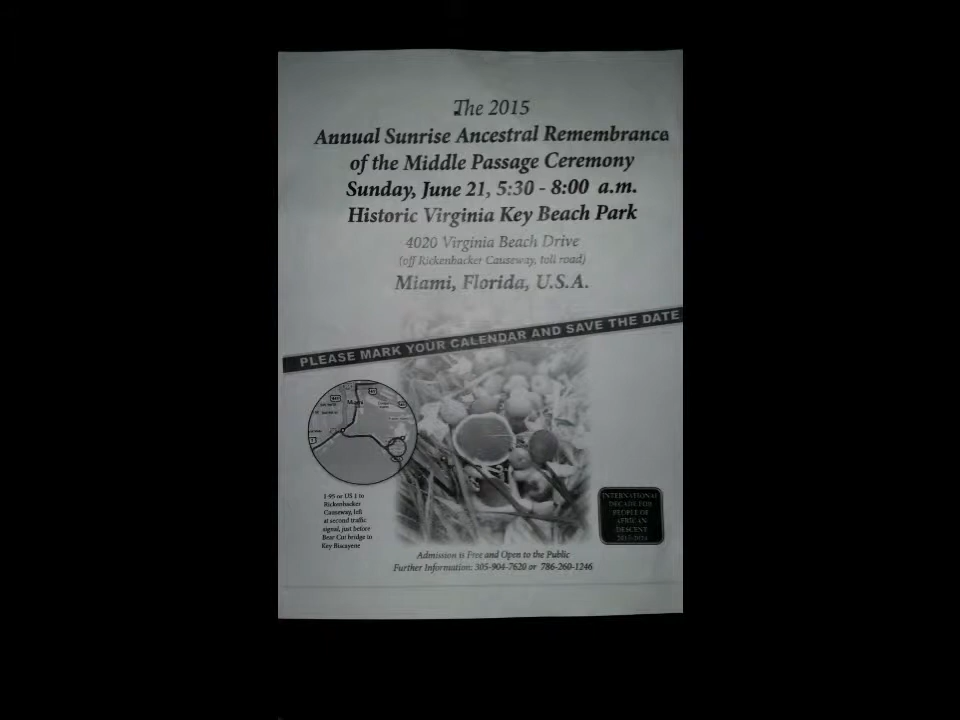 The 2015
Annual Sunrise Ancestral Remembrance
of the Middle Passage Ceremony
Sunday, June 21, 5:30 - 8:00 a.m.
Historic Virginia Key Beach Park
4020 Virginia Beach Drive
(off Rickenbacker Causeway, toll road)
Miami, Florida, U.S.A.
PLEASE MARK YOUR CALENDAR AND SAVE THE DATE
Miami
I-95 or US 1 to
Rickenbacker
Causeway, left
at second traffic
signal, just before
Bear Cut bridge to
Key Biscayene
INTERNATIONAL
DECADE FOR
PEOPLE OF
AFRICAN
DESCENT
2015-2024
Admission is Free and Open to the Public
Further Information: 305-904-7620 or 786-260-1246